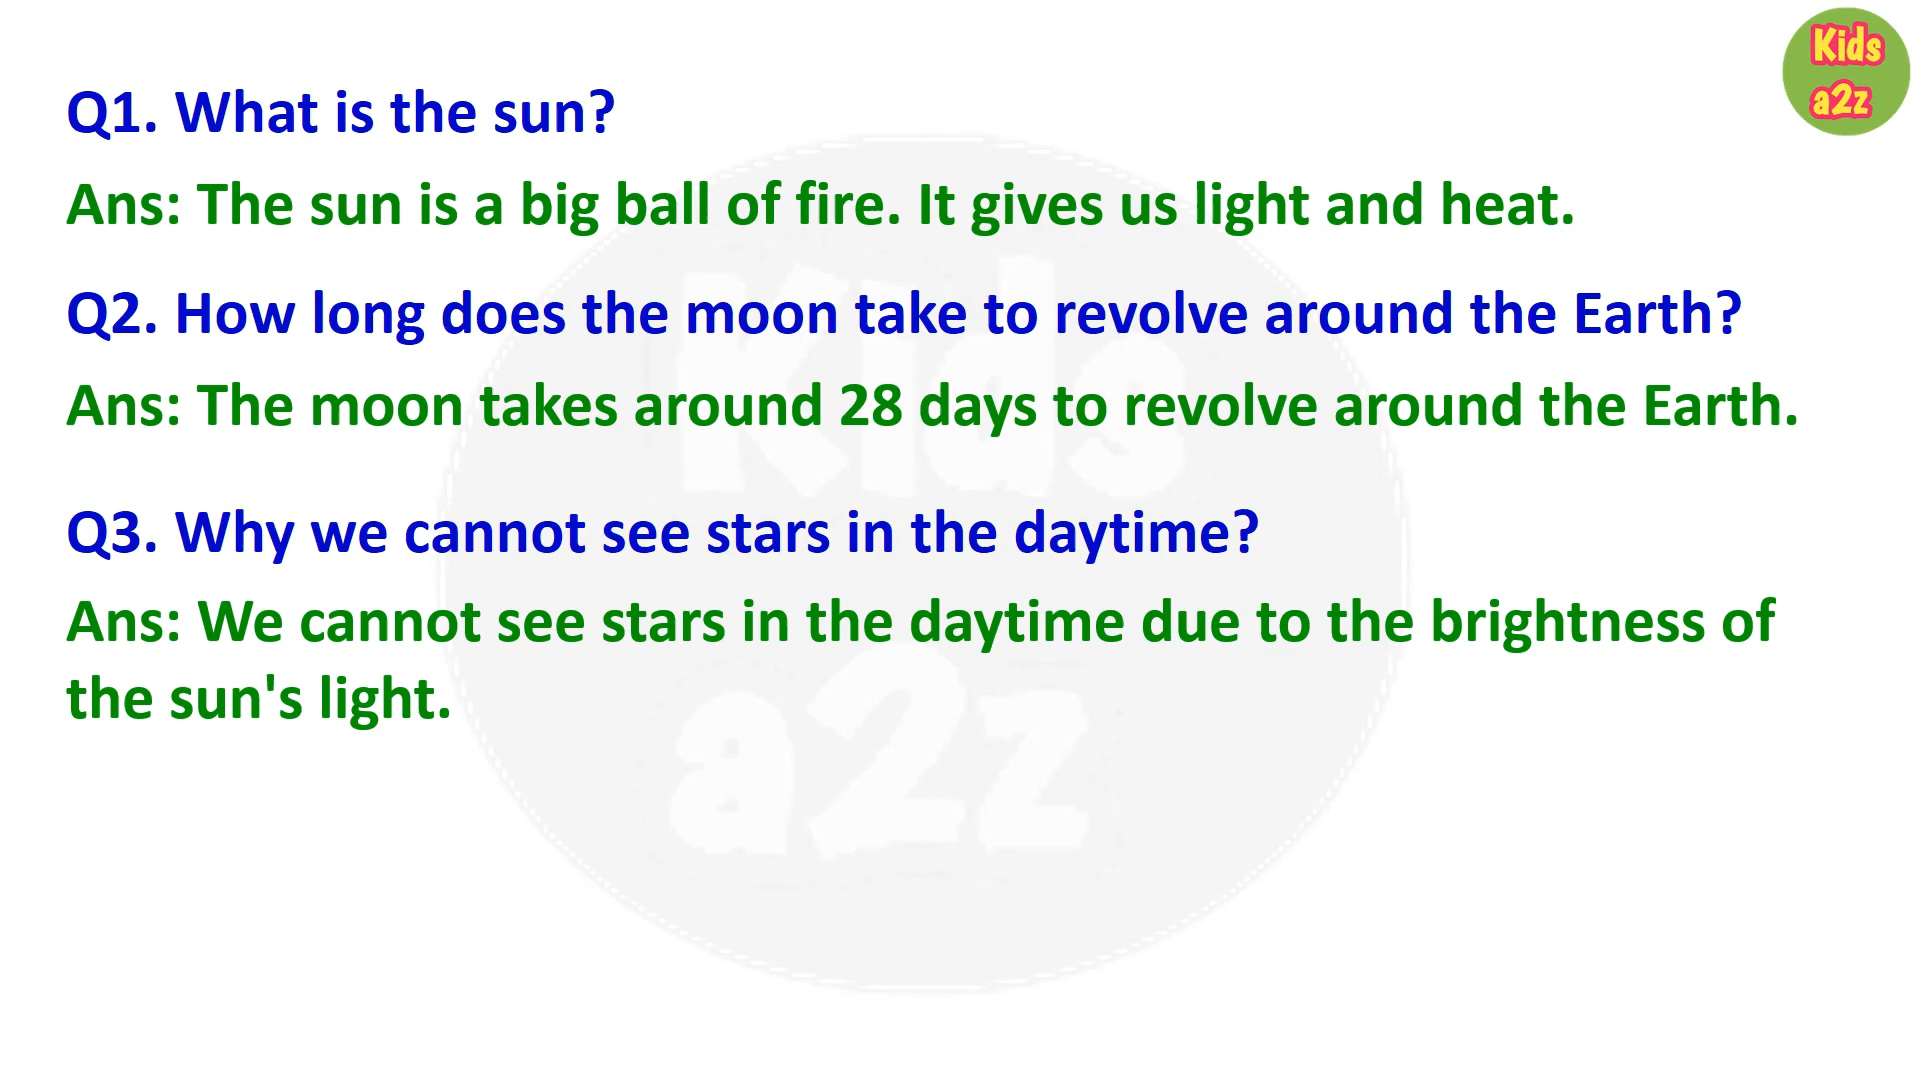 Kids
a2z
Q1. What is the sun?
Ans: The sun is a big ball of fire. It gives us light and heat.
Q2. How long does the moon take to revolve around the Earth?
Ans: The moon takes around 28 days to revolve around the Earth.
Q3. Why we cannot see stars in the daytime?
Ans: We cannot see stars in the daytime due to the brightness of
the sun's light.
Kids
a2z